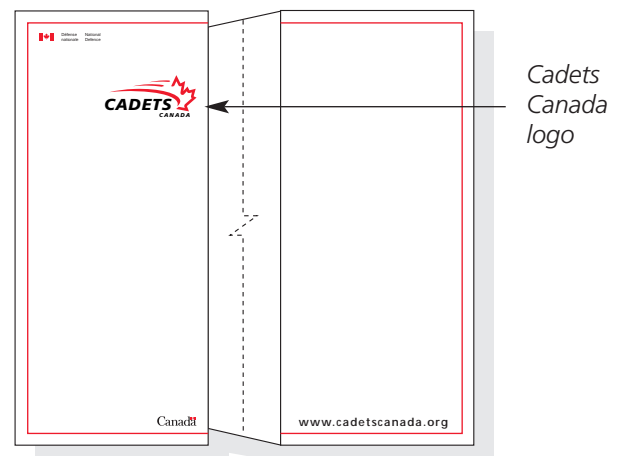 Défense National
nationale Defence
CADETS
CANADA
Cadets
Canada
logo
Canada
www.cadetscanada.org